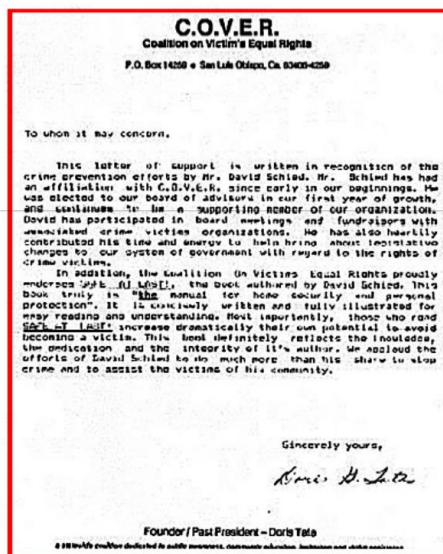 C.O.V.E.R.
Coalition on Victim's Equal Rights
P.O. Box 14259 • San Luis Obispo, Ca.
To whom it may concern,
This letter of support is written in recognition of the
crime prevention efforts by Mr. David Schied. Mr. Schied has had
an affiliation with C.O.V.E.R. since early in our beginnings. He
was elected to our board of advisors in our first year of growth,
and continues to be a supporting member of our organization.
David has participated in board meetings and fundraisers with
associated crime victims organizations. He has also heartily
contributed his time and energy to help bring about legislative
changes to our system of government with regard to the rights of
crime victims.
In addition, the Coalition On Victims Equal Rights proudly
endorses SAFE AT LAST!, the book authored by David Schied. This
book truly is "the manual for home security and personal
protection". It is concisely written and fully illustrated for
easy reading and understanding. Most importantly, those who read
SAFE AT LAST! increase dramatically their own potential to avoid
becoming a victim. This book definitely reflects the
the dedication and the integrity of it's author. We applaud the
efforts of David Schied to do much more than his share to stop
crime and to assist the victims of his community.
Sincerely yours,
Doris G. Tate
Founder / Past President – Doris Tate